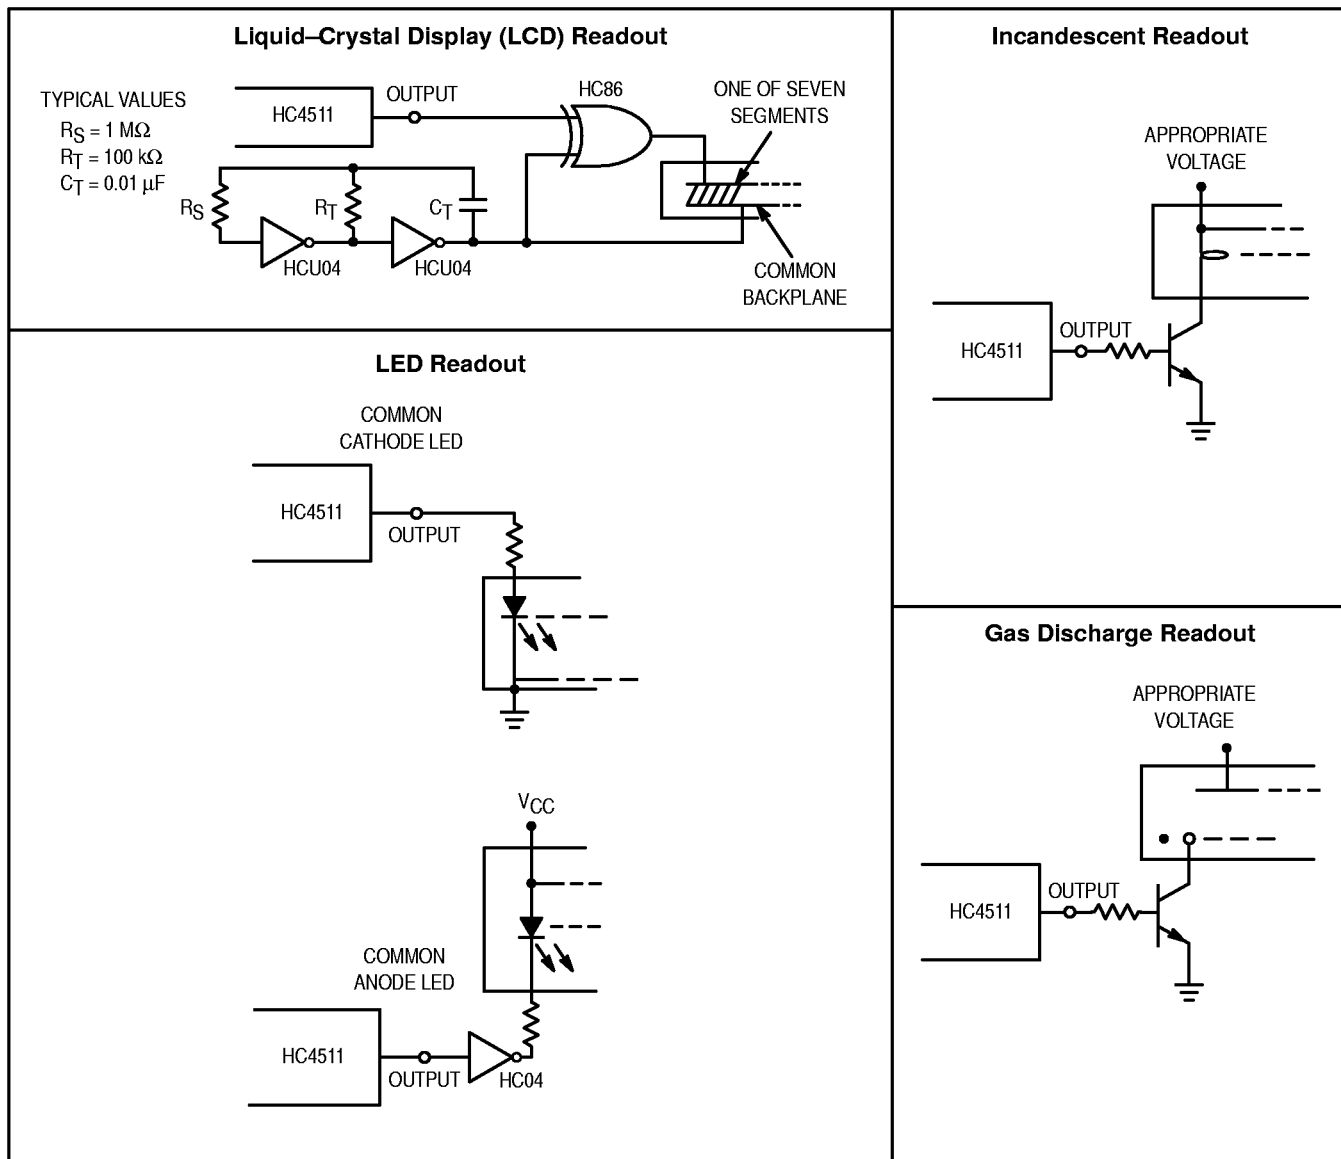 Liquid–Crystal Display (LCD) Readout
TYPICAL VALUES
RS = 1 MΩ
RT = 100 kΩ
CT = 0.01 µF
HC4511
OUTPUT
HC86
ONE OF SEVEN
SEGMENTS
RS
RT
CT
HCU04
HCU04
COMMON
BACKPLANE
Incandescent Readout
APPROPRIATE
VOLTAGE
HC4511
OUTPUT
LED Readout
COMMON
CATHODE LED
HC4511
OUTPUT
VCC
COMMON
ANODE LED
HC4511
OUTPUT
HC04
Gas Discharge Readout
APPROPRIATE
VOLTAGE
HC4511
OUTPUT